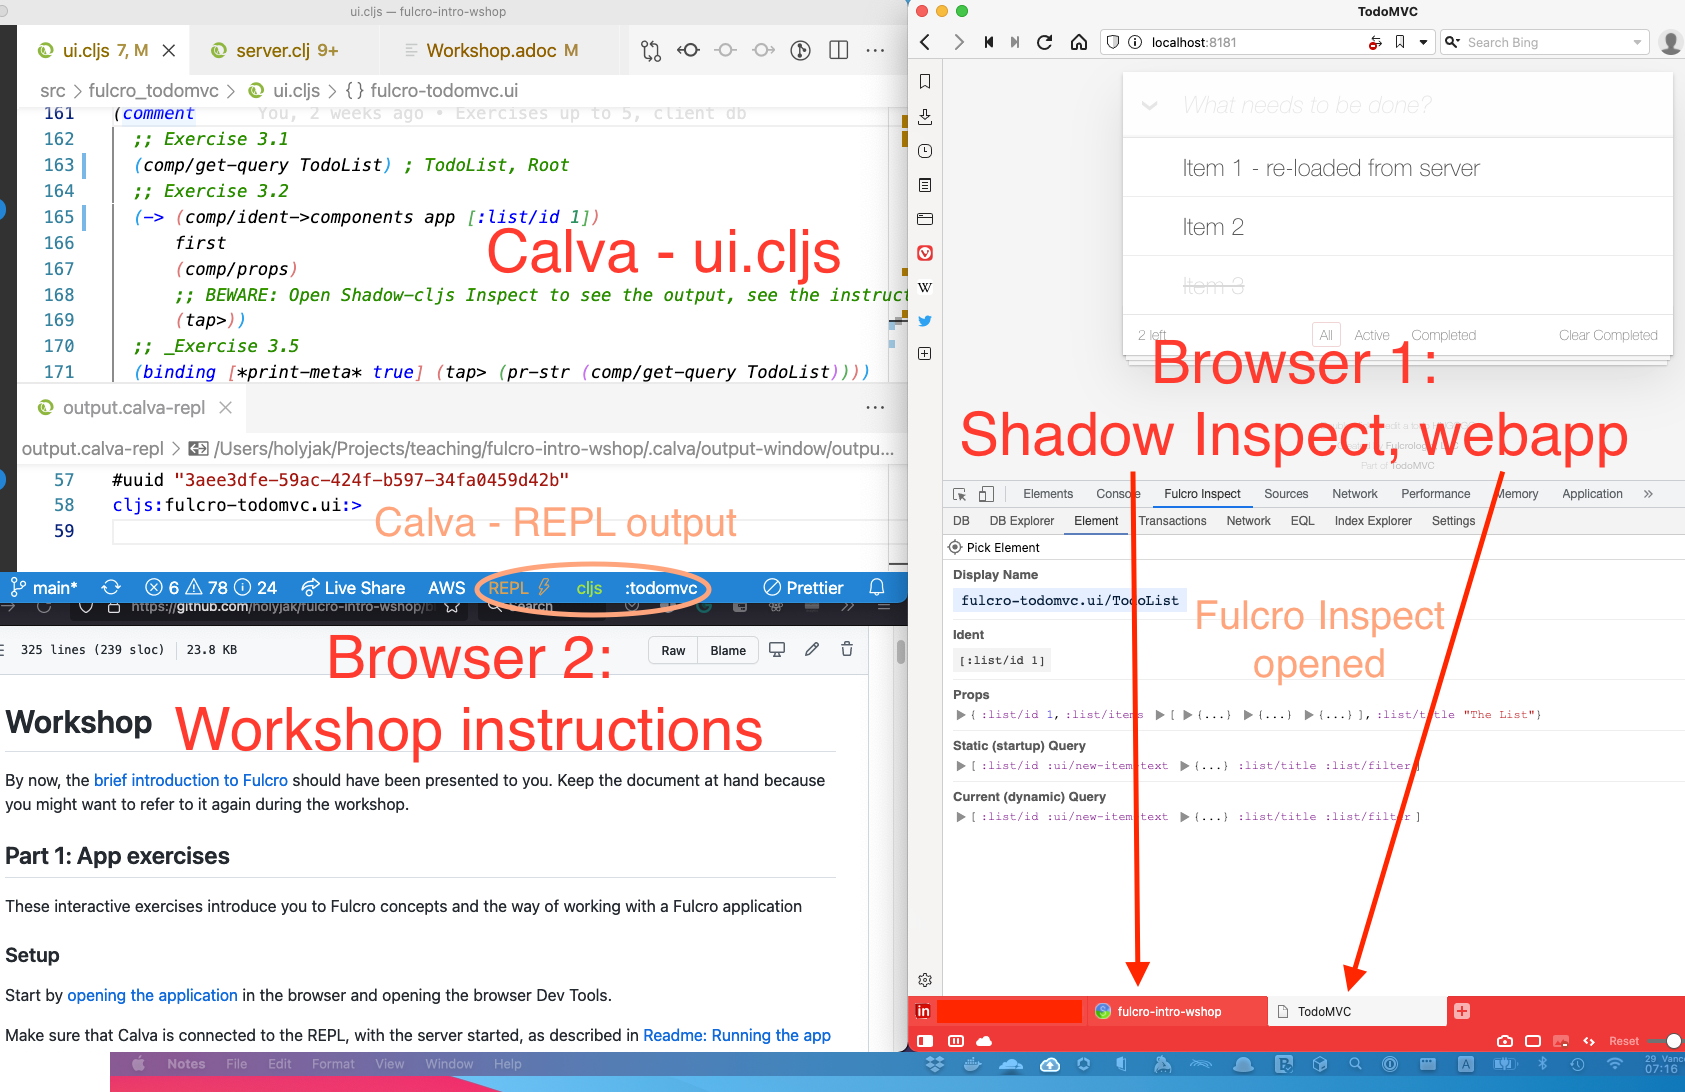 ui.cljs — fulcro-intro-wshop
ui.cljs 7, M
server.clj 9+
Workshop.adoc M
src > fulcro_todomvc > ui.cljs > {} fulcro-todomvc.ui
161 (comment You, 2 weeks ago • Exercises up to 5, client db
162 ;; Exercise 3.1
163 (comp/get-query TodoList) ; TodoList, Root
164 ;; Exercise 3.2
165 (-> (comp/ident->components app [:list/id 1])
166 first
167 (comp/props)
168 ;; BEWARE: Open Shadow-cljs Inspect to see the output, see the instruct
169 (tap>))
170 ;; _Exercise 3.5
171 (binding [*print-meta* true] (tap> (pr-str (comp/get-query TodoList))))
Calva - ui.cljs
output.calva-repl
output.calva-repl > /Users/holyjak/Projects/teaching/fulcro-intro-wshop/.calva/output-window/outpu...
57 #uuid "3aee3dfe-59ac-424f-b597-34fa0459d42b"
58 cljs:fulcro-todomvc.ui:>
59
Calva - REPL output
main* 6 78 24 Live Share AWS REPL cljs :todomvc Prettier
https://github.com/holyjak/fulcro-intro-wshop/b
Search
325 lines (239 sloc) 23.8 KB
Raw Blame
Browser 2:
Workshop instructions
Workshop
By now, the brief introduction to Fulcro should have been presented to you. Keep the document at hand because
you might want to refer to it again during the workshop.
Part 1: App exercises
These interactive exercises introduce you to Fulcro concepts and the way of working with a Fulcro application
Setup
Start by opening the application in the browser and opening the browser Dev Tools.
Make sure that Calva is connected to the REPL, with the server started, as described in Readme: Running the app
TodoMVC
localhost:8181
Search Bing
What needs to be done?
Item 1 - re-loaded from server
Item 2
Item 3
2 left All Active Completed Clear Completed
Browser 1:
Shadow Inspect, webapp
Part of TodoMVC
Elements Console Fulcro Inspect Sources Network Performance Memory Application »
DB DB Explorer Element Transactions Network EQL Index Explorer Settings
Pick Element
Display Name
fulcro-todomvc.ui/TodoList
Fulcro Inspect
opened
Ident
[:list/id 1]
Props
{ :list/id 1, :list/items [ {...} {...} {...} ], :list/title "The List"}
Static (startup) Query
[ :list/id :ui/new-item-text {...} :list/title :list/filter ]
Current (dynamic) Query
[ :list/id :ui/new-item-text {...} :list/title :list/filter ]
in
fulcro-intro-wshop
TodoMVC
Reset
Notes File Edit Format View Window Help
07:16